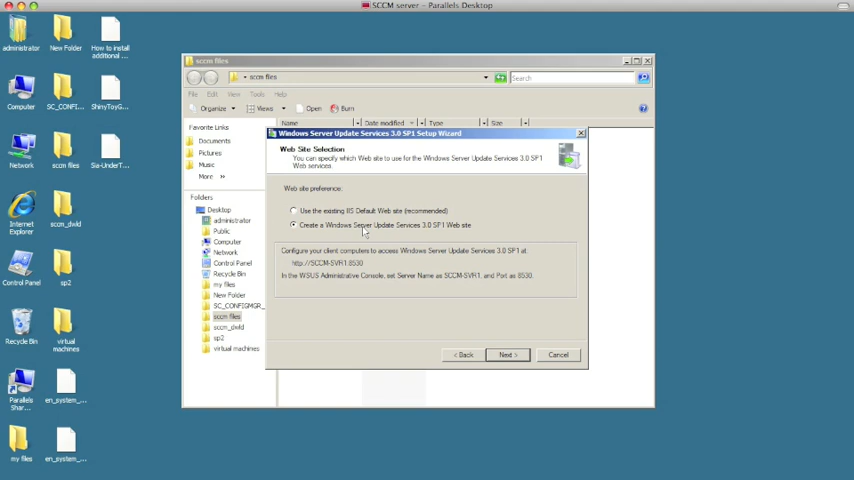 SCCM server – Parallels Desktop
administrator
New Folder
How to install additional ...
Computer
SC_CONFI...
ShinyToyG...
Network
sccm files
Sia-UnderT...
Internet Explorer
sccm_dwld
Control Panel
sp2
Recycle Bin
virtual machines
Parallels Shar...
en_system_...
my files
en_system_...
sccm files
sccm files
Search
File Edit View Tools Help
Organize Views Open Burn
Name Date modified Type Size
Favorite Links
Documents
Pictures
Music
More »
Folders
Desktop
administrator
Public
Computer
Network
Control Panel
Recycle Bin
my files
New Folder
SC_CONFIGMGR_
sccm files
sccm_dwld
sp2
virtual machines
Windows Server Update Services 3.0 SP1 Setup Wizard
Web Site Selection
You can specify which Web site to use for the Windows Server Update Services 3.0 SP1
Web services.
Web site preference:
Use the existing IIS Default Web site (recommended)
Create a Windows Server Update Services 3.0 SP1 Web site
Configure your client computers to access Windows Server Update Services 3.0 SP1 at:
http://SCCM-SVR1:8530
In the WSUS Administrative Console, set Server Name as SCCM-SVR1, and Port as 8530.
< Back
Next >
Cancel